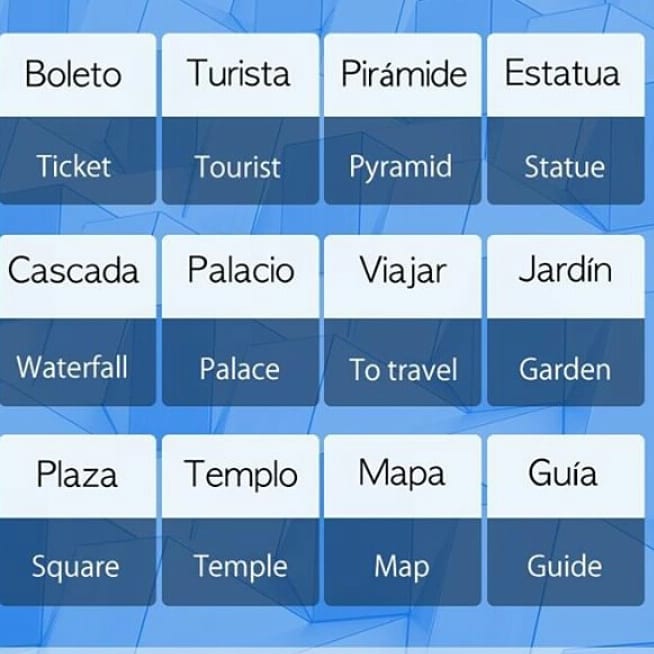 Boleto Turista Pirámide Estatua
Ticket Tourist Pyramid Statue
Cascada Palacio Viajar Jardín
Waterfall Palace To travel Garden
Plaza Templo Mapa Guía
Square Temple Map Guide